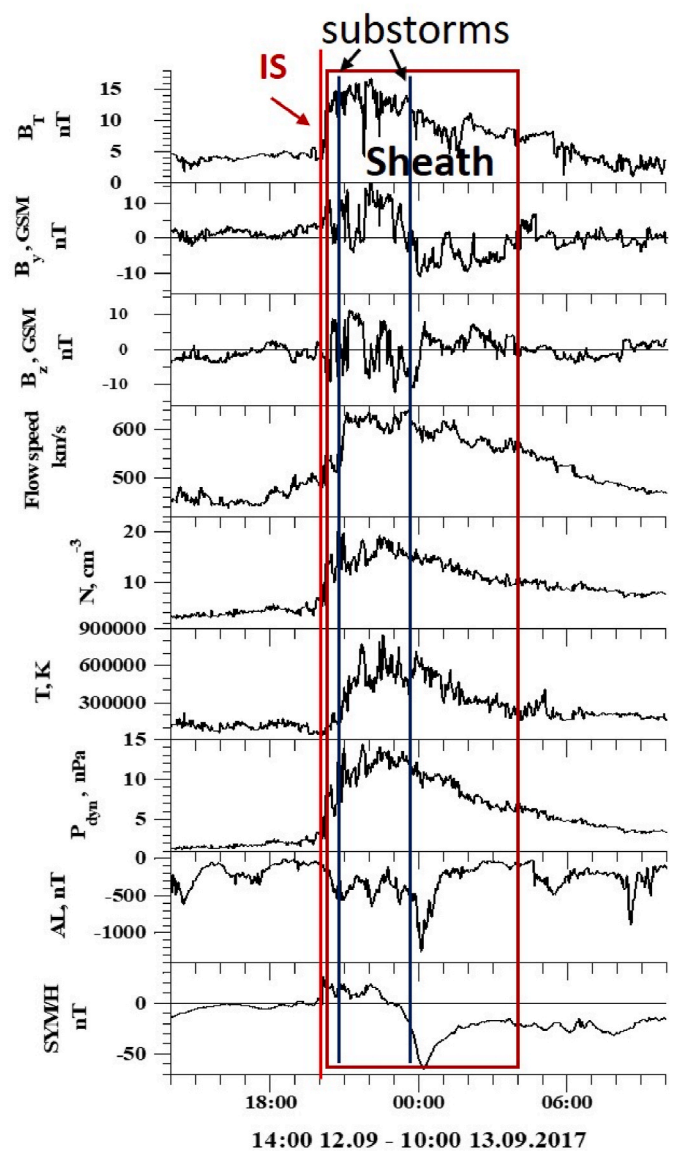 substorms
IS
Sheath
B_T
nT
15
10
5
0
B_y, GSM
nT
10
0
-10
B_z, GSM
nT
10
0
-10
Flow speed
km/s
600
500
N, cm^-3
20
10
T, K
900000
600000
300000
P_dyn, nPa
15
10
5
AL, nT
0
-500
-1000
SYM/H
nT
0
-50
18:00 00:00 06:00
14:00 12.09 - 10:00 13.09.2017